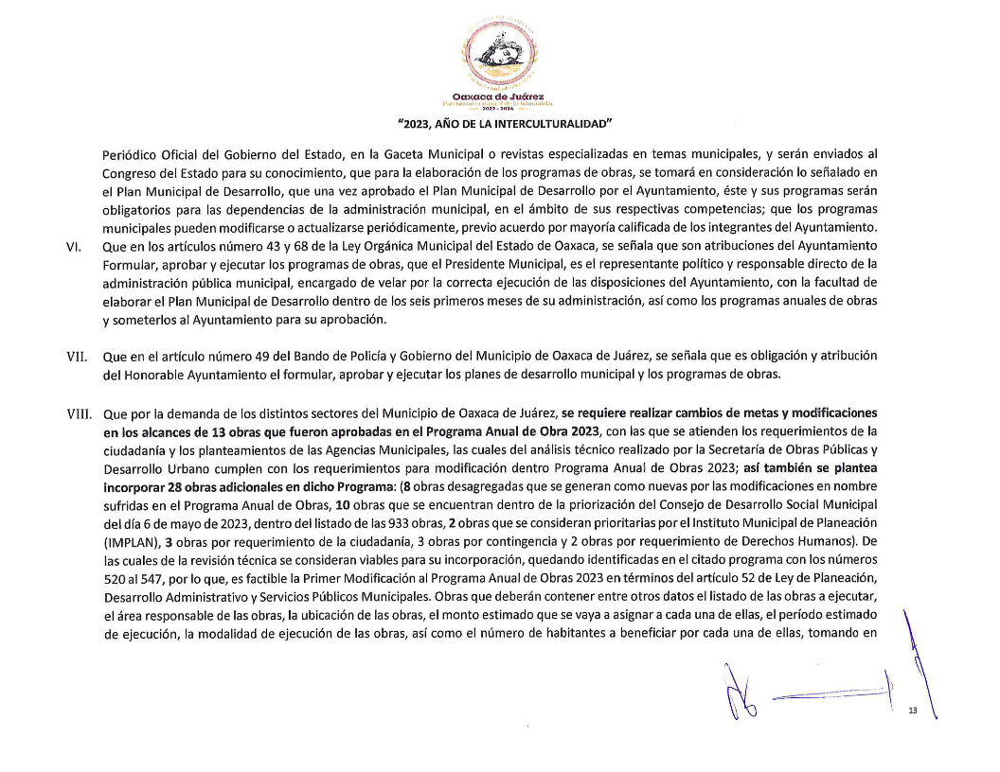 Oaxaca de Juárez
Patrimonio cultural de la humanidad
2022 - 2024
"2023, AÑO DE LA INTERCULTURALIDAD"
Periódico Oficial del Gobierno del Estado, en la Gaceta Municipal o revistas especializadas en temas municipales, y serán enviados al
Congreso del Estado para su conocimiento, que para la elaboración de los programas de obras, se tomará en consideración lo señalado en
el Plan Municipal de Desarrollo, que una vez aprobado el Plan Municipal de Desarrollo por el Ayuntamiento, éste y sus programas serán
obligatorios para las dependencias de la administración municipal, en el ámbito de sus respectivas competencias; que los programas
municipales pueden modificarse o actualizarse periódicamente, previo acuerdo por mayoría calificada de los integrantes del Ayuntamiento.
VI. Que en los artículos número 43 y 68 de la Ley Orgánica Municipal del Estado de Oaxaca, se señala que son atribuciones del Ayuntamiento
Formular, aprobar y ejecutar los programas de obras, que el Presidente Municipal, es el representante político y responsable directo de la
administración pública municipal, encargado de velar por la correcta ejecución de las disposiciones del Ayuntamiento, con la facultad de
elaborar el Plan Municipal de Desarrollo dentro de los seis primeros meses de su administración, así como los programas anuales de obras
y someterlos al Ayuntamiento para su aprobación.
VII. Que en el artículo número 49 del Bando de Policía y Gobierno del Municipio de Oaxaca de Juárez, se señala que es obligación y atribución
del Honorable Ayuntamiento el formular, aprobar y ejecutar los planes de desarrollo municipal y los programas de obras.
VIII. Que por la demanda de los distintos sectores del Municipio de Oaxaca de Juárez, se requiere realizar cambios de metas y modificaciones
en los alcances de 13 obras que fueron aprobadas en el Programa Anual de Obra 2023, con las que se atienden los requerimientos de la
ciudadanía y los planteamientos de las Agencias Municipales, las cuales del análisis técnico realizado por la Secretaría de Obras Públicas y
Desarrollo Urbano cumplen con los requerimientos para modificación dentro Programa Anual de Obras 2023; así también se plantea
incorporar 28 obras adicionales en dicho Programa: (8 obras desagregadas que se generan como nuevas por las modificaciones en nombre
sufridas en el Programa Anual de Obras, 10 obras que se encuentran dentro de la priorización del Consejo de Desarrollo Social Municipal
del día 6 de mayo de 2023, dentro del listado de las 933 obras, 2 obras que se consideran prioritarias por el Instituto Municipal de Planeación
(IMPLAN), 3 obras por requerimiento de la ciudadanía, 3 obras por contingencia y 2 obras por requerimiento de Derechos Humanos). De
las cuales de la revisión técnica se consideran viables para su incorporación, quedando identificadas en el citado programa con los números
520 al 547, por lo que, es factible la Primer Modificación al Programa Anual de Obras 2023 en términos del artículo 52 de Ley de Planeación,
Desarrollo Administrativo y Servicios Públicos Municipales. Obras que deberán contener entre otros datos el listado de las obras a ejecutar,
el área responsable de las obras, la ubicación de las obras, el monto estimado que se vaya a asignar a cada una de ellas, el período estimado
de ejecución, la modalidad de ejecución de las obras, así como el número de habitantes a beneficiar por cada una de ellas, tomando en
13